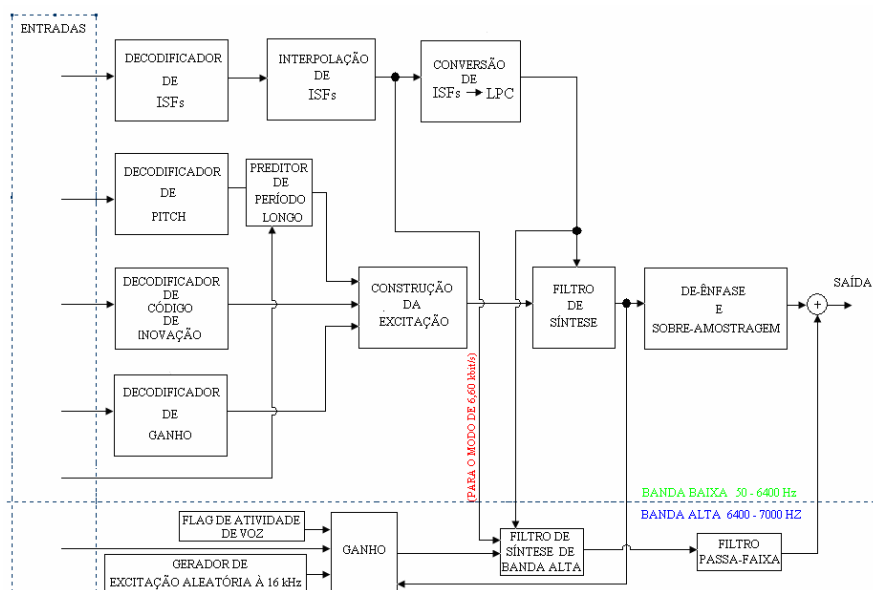 ENTRADAS
DECODIFICADOR
DE
ISFs
INTERPOLAÇÃO
DE
ISFs
CONVERSÃO
DE
ISFs → LPC
DECODIFICADOR
DE
PITCH
PREDITOR
DE
PERÍODO
LONGO
DECODIFICADOR
DE
CÓDIGO
DE
INOVAÇÃO
CONSTRUÇÃO
DA
EXCITAÇÃO
FILTRO
DE
SÍNTESE
DE-ÊNFASE
E
SOBRE-AMOSTRAGEM
SAÍDA
+
DECODIFICADOR
DE
GANHO
(PARA O MODO DE 6,60 kbit/s)
BANDA BAIXA 50 - 6400 Hz
BANDA ALTA 6400 - 7000 HZ
FLAG DE ATIVIDADE
DE VOZ
GERADOR DE
EXCITAÇÃO ALEATÓRIA À 16 kHz
GANHO
FILTRO DE
SÍNTESE DE
BANDA ALTA
FILTRO
PASSA-FAIXA